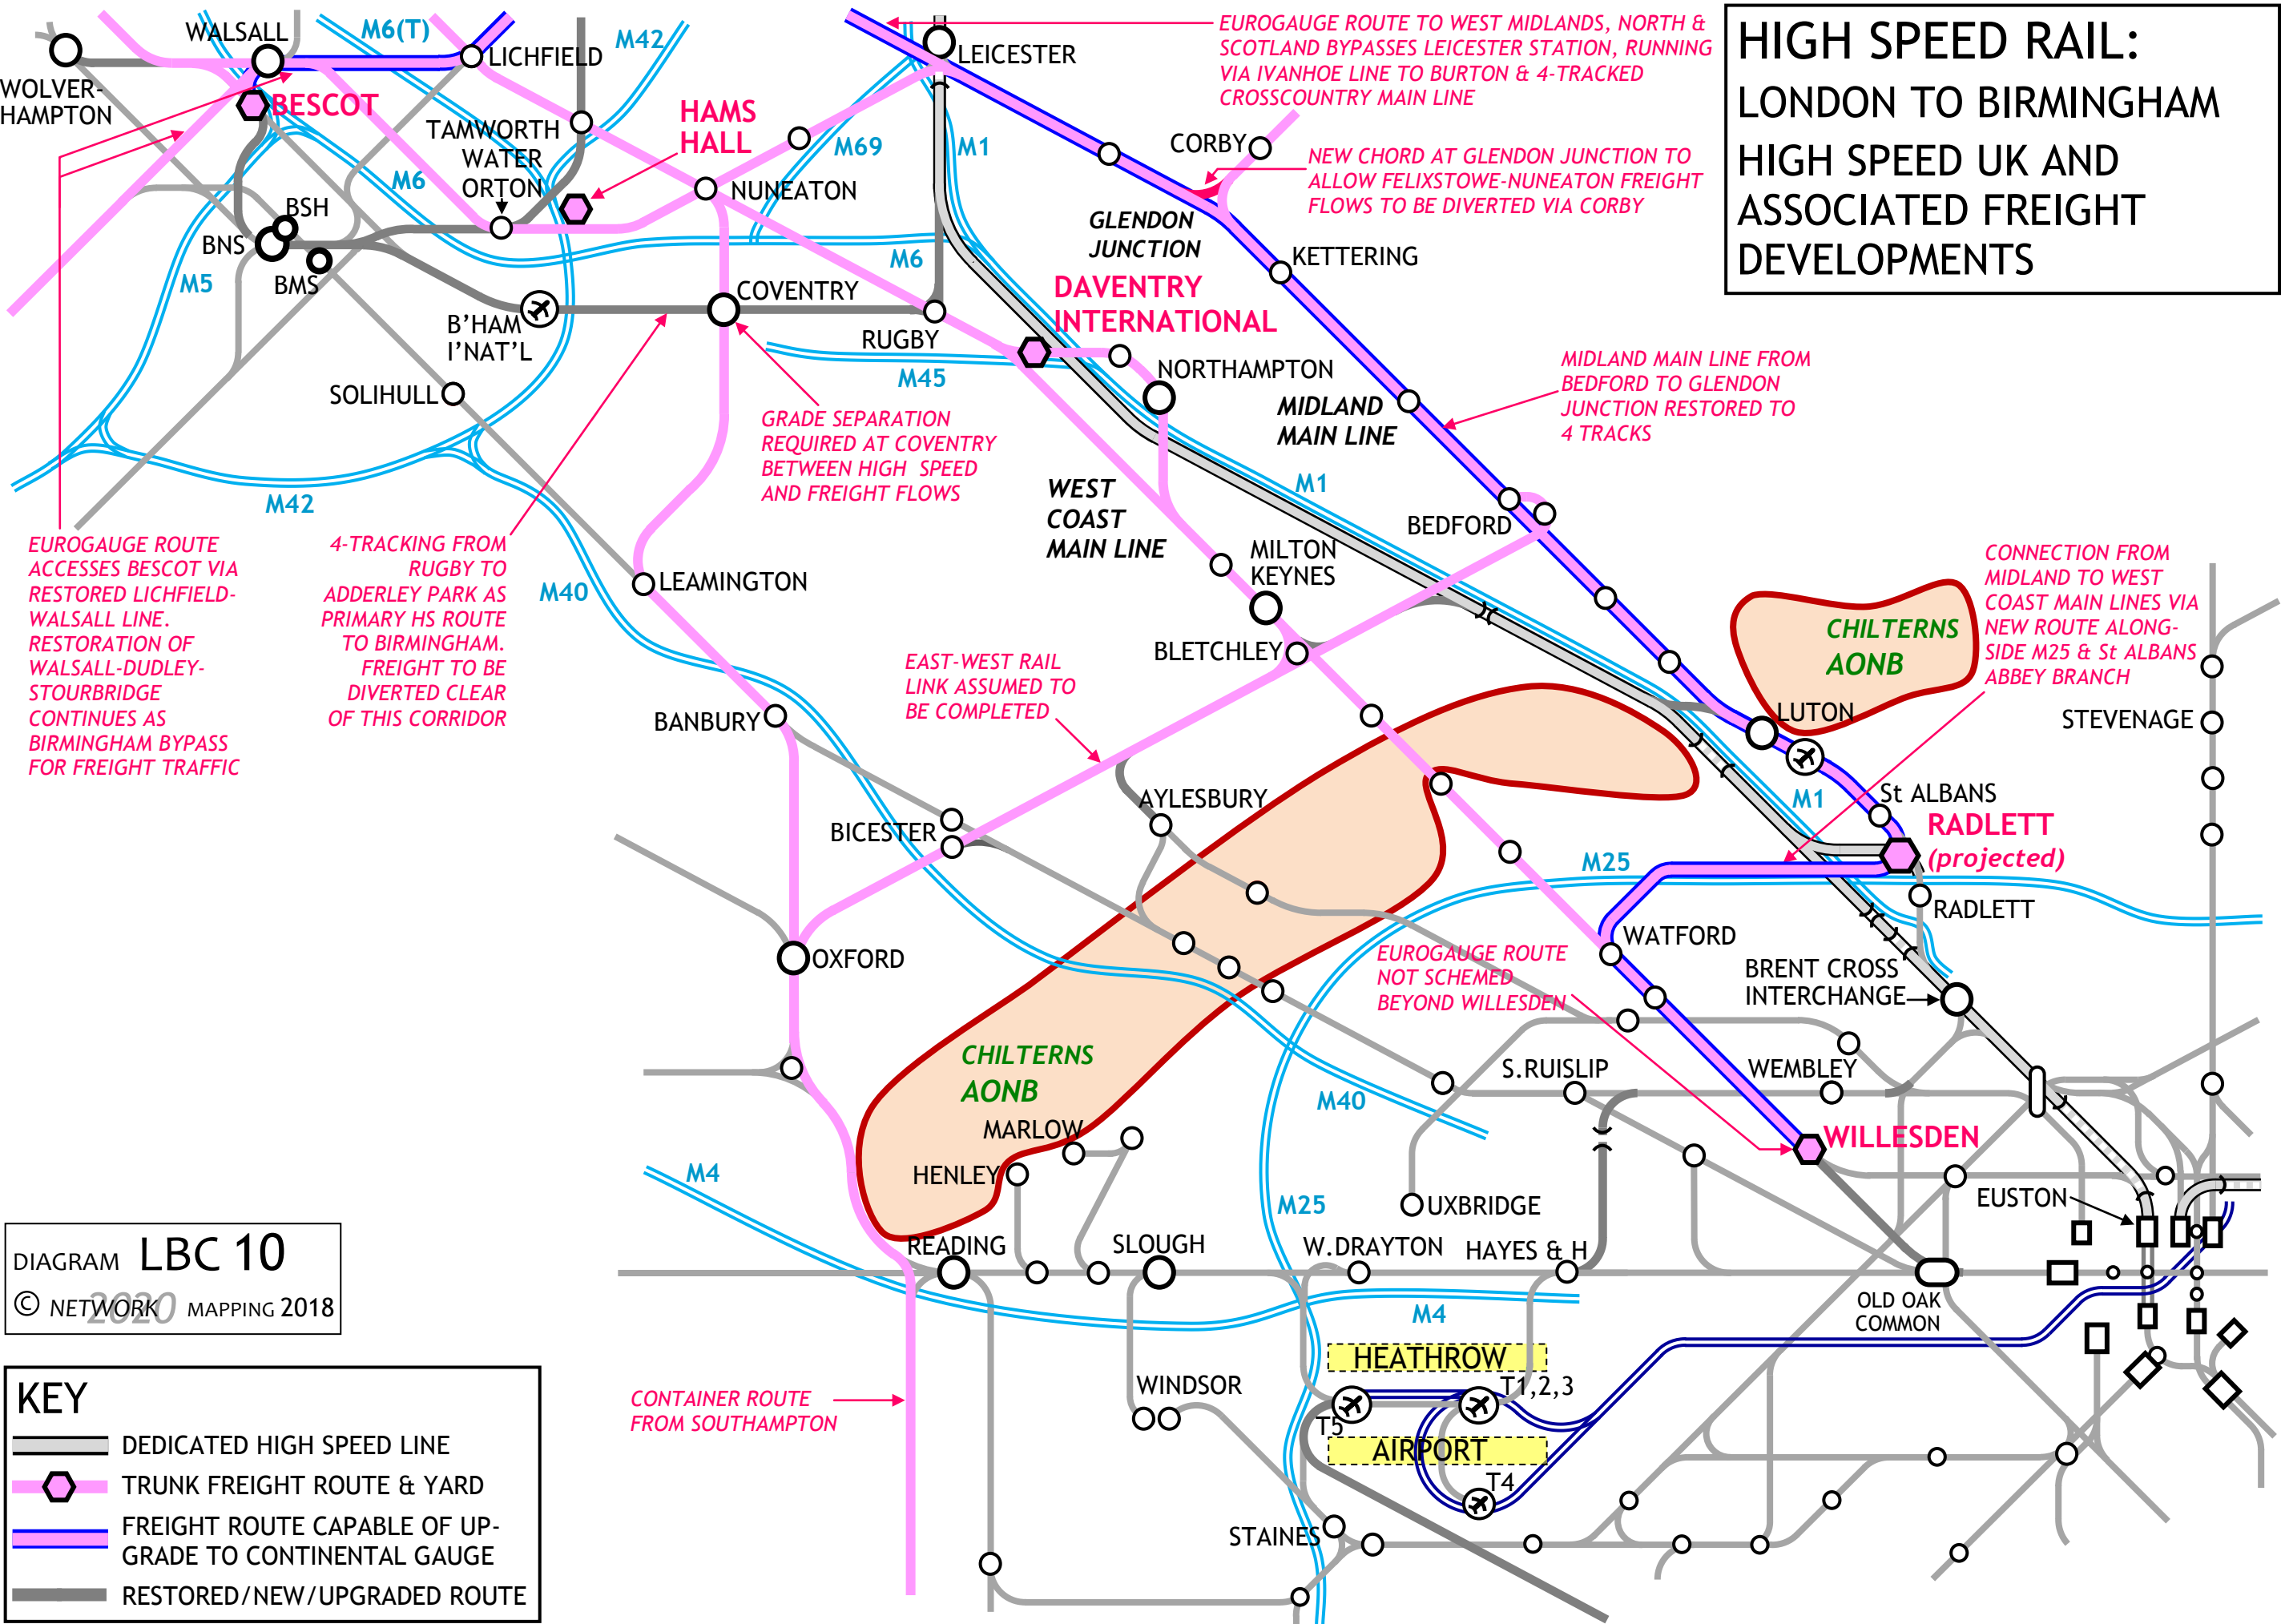 HIGH SPEED RAIL:
LONDON TO BIRMINGHAM
HIGH SPEED UK AND
ASSOCIATED FREIGHT
DEVELOPMENTS
EUROGAUGE ROUTE TO WEST MIDLANDS, NORTH &
SCOTLAND BYPASSES LEICESTER STATION, RUNNING
VIA IVANHOE LINE TO BURTON & 4-TRACKED
CROSSCOUNTRY MAIN LINE
NEW CHORD AT GLENDON JUNCTION TO
ALLOW FELIXSTOWE-NUNEATON FREIGHT
FLOWS TO BE DIVERTED VIA CORBY
WALSALL
M6(T)
M42
LICHFIELD
LEICESTER
WOLVER-
HAMPTON
BESCOT
TAMWORTH
WATER
ORTON
HAMS
HALL
M69
M1
CORBY
M6
NUNEATON
BSH
BNS
BMS
M5
GLENDON
JUNCTION
KETTERING
M6
COVENTRY
DAVENTRY
INTERNATIONAL
B'HAM
I'NAT'L
RUGBY
M45
NORTHAMPTON
SOLIHULL
MIDLAND
MAIN LINE
MIDLAND MAIN LINE FROM
BEDFORD TO GLENDON
JUNCTION RESTORED TO
4 TRACKS
GRADE SEPARATION
REQUIRED AT COVENTRY
BETWEEN HIGH SPEED
AND FREIGHT FLOWS
M42
WEST
COAST
MAIN LINE
M1
BEDFORD
EUROGAUGE ROUTE
ACCESSES BESCOT VIA
RESTORED LICHFIELD-
WALSALL LINE.
RESTORATION OF
WALSALL-DUDLEY-
STOURBRIDGE
CONTINUES AS
BIRMINGHAM BYPASS
FOR FREIGHT TRAFFIC
4-TRACKING FROM
RUGBY TO
ADDERLEY PARK AS
PRIMARY HS ROUTE
TO BIRMINGHAM.
FREIGHT TO BE
DIVERTED CLEAR
OF THIS CORRIDOR
M40
LEAMINGTON
MILTON
KEYNES
BLETCHLEY
CONNECTION FROM
MIDLAND TO WEST
COAST MAIN LINES VIA
NEW ROUTE ALONG-
SIDE M25 & St ALBANS
ABBEY BRANCH
CHILTERNS
AONB
EAST-WEST RAIL
LINK ASSUMED TO
BE COMPLETED
BANBURY
LUTON
STEVENAGE
AYLESBURY
BICESTER
M1
St ALBANS
RADLETT
(projected)
M25
RADLETT
OXFORD
WATFORD
EUROGAUGE ROUTE
NOT SCHEMED
BEYOND WILLESDEN
BRENT CROSS
INTERCHANGE
CHILTERNS
AONB
S.RUISLIP
WEMBLEY
M40
MARLOW
WILLESDEN
HENLEY
M4
M25
UXBRIDGE
EUSTON
READING
SLOUGH
W.DRAYTON
HAYES & H
OLD OAK
COMMON
M4
HEATHROW
T1,2,3
T5
AIRPORT
T4
WINDSOR
STAINES
CONTAINER ROUTE
FROM SOUTHAMPTON
DIAGRAM LBC 10
© NETWORK 2020 MAPPING 2018
KEY
DEDICATED HIGH SPEED LINE
TRUNK FREIGHT ROUTE & YARD
FREIGHT ROUTE CAPABLE OF UP-
GRADE TO CONTINENTAL GAUGE
RESTORED/NEW/UPGRADED ROUTE